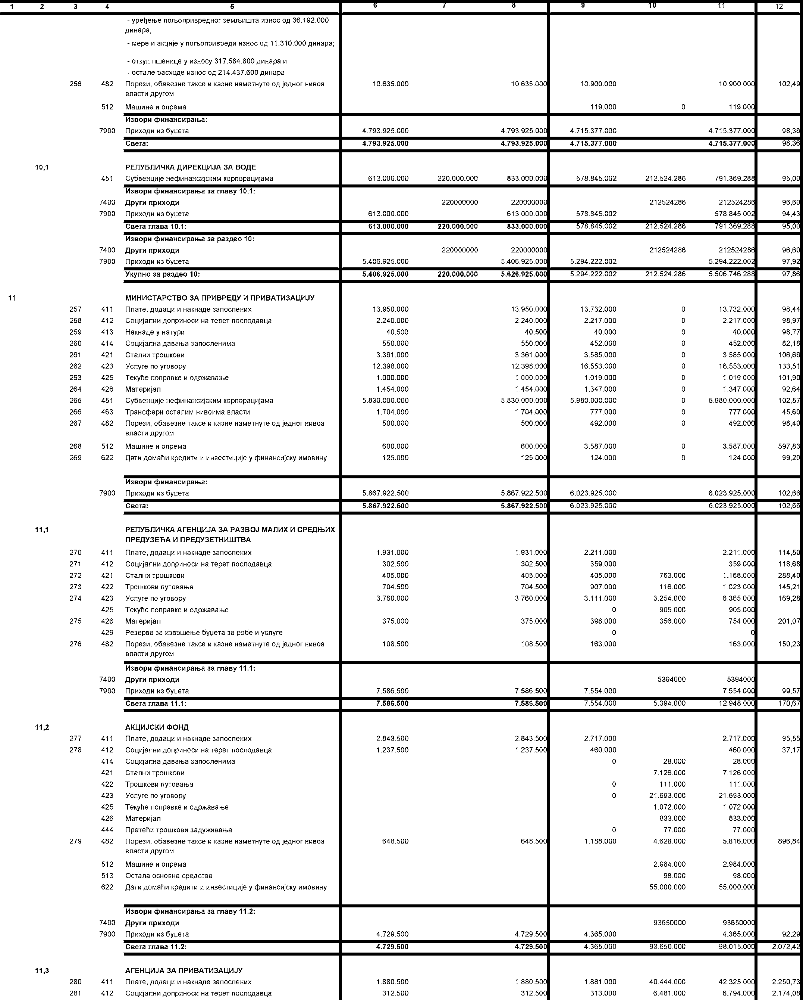 1 2 3 4 5 6 7 8 9 10 11 12
- уређење пољопривредног земљишта износ од 36.192.000
динара;
- мере и акције у пољопривреди износ од 11.310.000 динара;
- откуп пшенице у износу 317.584.800 динара и
- остале расходе износ од 214.437.600 динара
256 482 Порези, обавезне таксе и казне наметнуте од једног нивоа 10.635.000 10.635.000 10.900.000 10.900.000 102,49
власти другом
512 Машине и опрема 119.000 0 119.000
Извори финансирања:
7900 Приходи из буџета 4.793.925.000 4.793.925.000 4.715.377.000 4.715.377.000 98,36
Свега: 4.793.925.000 4.793.925.000 4.715.377.000 4.715.377.000 98,36
10,1 РЕПУБЛИЧКА ДИРЕКЦИЈА ЗА ВОДЕ
451 Субвенције нефинансијским корпорацијама 613.000.000 220.000.000 833.000.000 578.845.002 212.524.286 791.369.288 95,00
Извори финансирања за главу 10.1:
7400 Други приходи 220000000 220000000 212524286 212524286 96,60
7900 Приходи из буџета 613.000.000 613.000.000 578.845.002 578.845.002 94,43
Свега глава 10.1: 613.000.000 220.000.000 833.000.000 578.845.002 212.524.286 791.369.288 95,00
Извори финансирања за раздео 10:
7400 Други приходи 220000000 220000000 212524286 212524286 96,60
7900 Приходи из буџета 5.406.925.000 5.406.925.000 5.294.222.002 5.294.222.002 97,92
Укупно за раздео 10: 5.406.925.000 220.000.000 5.626.925.000 5.294.222.002 212.524.286 5.506.746.288 97,86
11 МИНИСТАРСТВО ЗА ПРИВРЕДУ И ПРИВАТИЗАЦИЈУ
257 411 Плате, додаци и накнаде запослених 13.950.000 13.950.000 13.732.000 0 13.732.000 98,44
258 412 Социјални доприноси на терет послодавца 2.240.000 2.240.000 2.217.000 0 2.217.000 98,97
259 413 Накнаде у натури 40.500 40.500 40.000 0 40.000 98,77
260 414 Социјална давања запосленима 550.000 550.000 452.000 0 452.000 82,18
261 421 Стални трошкови 3.361.000 3.361.000 3.585.000 0 3.585.000 106,66
262 423 Услуге по уговору 12.398.000 12.398.000 16.553.000 0 16.553.000 133,51
263 425 Текуће поправке и одржавање 1.000.000 1.000.000 1.019.000 0 1.019.000 101,90
264 426 Материјал 1.454.000 1.454.000 1.347.000 0 1.347.000 92,64
265 451 Субвенције нефинансијским корпорацијама 5.830.000.000 5.830.000.000 5.980.000.000 0 5.980.000.000 102,57
266 463 Трансфери осталим нивоима власти 1.704.000 1.704.000 777.000 0 777.000 45,60
267 482 Порези, обавезне таксе и казне наметнуте од једног нивоа 500.000 500.000 492.000 0 492.000 98,40
власти другом
268 512 Машине и опрема 600.000 600.000 3.587.000 0 3.587.000 597,83
269 622 Дати домаћи кредити и инвестиције у финансијску имовину 125.000 125.000 124.000 0 124.000 99,20
Извори финансирања:
7900 Приходи из буџета 5.867.922.500 5.867.922.500 6.023.925.000 6.023.925.000 102,66
Свега: 5.867.922.500 5.867.922.500 6.023.925.000 6.023.925.000 102,66
11,1 РЕПУБЛИЧКА АГЕНЦИЈА ЗА РАЗВОЈ МАЛИХ И СРЕДЊИХ
ПРЕДУЗЕЋА И ПРЕДУЗЕТНИШТВА
270 411 Плате, додаци и накнаде запослених 1.931.000 1.931.000 2.211.000 2.211.000 114,50
271 412 Социјални доприноси на терет послодавца 302.500 302.500 359.000 359.000 118,68
272 421 Стални трошкови 405.000 405.000 405.000 763.000 1.168.000 288,40
273 422 Трошкови путовања 704.500 704.500 907.000 116.000 1.023.000 145,21
274 423 Услуге по уговору 3.760.000 3.760.000 3.111.000 3.254.000 6.365.000 169,28
425 Текуће поправке и одржавање 0 905.000 905.000
275 426 Материјал 375.000 375.000 398.000 356.000 754.000 201,07
429 Резерва за извршење буџета за робе и услуге 0 0
276 482 Порези, обавезне таксе и казне наметнуте од једног нивоа 108.500 108.500 163.000 163.000 150,23
власти другом
Извори финансирања за главу 11.1:
7400 Други приходи 5394000 5394000
7900 Приходи из буџета 7.586.500 7.586.500 7.554.000 7.554.000 99,57
Свега глава 11.1: 7.586.500 7.586.500 7.554.000 5.394.000 12.948.000 170,67
11,2 АКЦИЈСКИ ФОНД
277 411 Плате, додаци и накнаде запослених 2.843.500 2.843.500 2.717.000 2.717.000 95,55
278 412 Социјални доприноси на терет послодавца 1.237.500 1.237.500 460.000 460.000 37,17
414 Социјална давања запосленима 0 28.000 28.000
421 Стални трошкови 7.126.000 7.126.000
422 Трошкови путовања 0 111.000 111.000
423 Услуге по уговору 0 21.693.000 21.693.000
425 Текуће поправке и одржавање 1.072.000 1.072.000
426 Материјал 833.000 833.000
444 Пратећи трошкови задуживања 0 77.000 77.000
279 482 Порези, обавезне таксе и казне наметнуте од једног нивоа 648.500 648.500 1.188.000 4.628.000 5.816.000 896,84
власти другом
512 Машине и опрема 2.984.000 2.984.000
513 Остала основна средства 98.000 98.000
622 Дати домаћи кредити и инвестиције у финансијску имовину 55.000.000 55.000.000
Извори финансирања за главу 11.2:
7400 Други приходи 93650000 93650000
7900 Приходи из буџета 4.729.500 4.729.500 4.365.000 4.365.000 92,29
Свега глава 11.2: 4.729.500 4.729.500 4.365.000 93.650.000 98.015.000 2.072,42
11,3 АГЕНЦИЈА ЗА ПРИВАТИЗАЦИЈУ
280 411 Плате, додаци и накнаде запослених 1.880.500 1.880.500 1.881.000 40.444.000 42.325.000 2.250,73
281 412 Социјални доприноси на терет послодавца 312.500 312.500 313.000 6.481.000 6.794.000 2.174,08